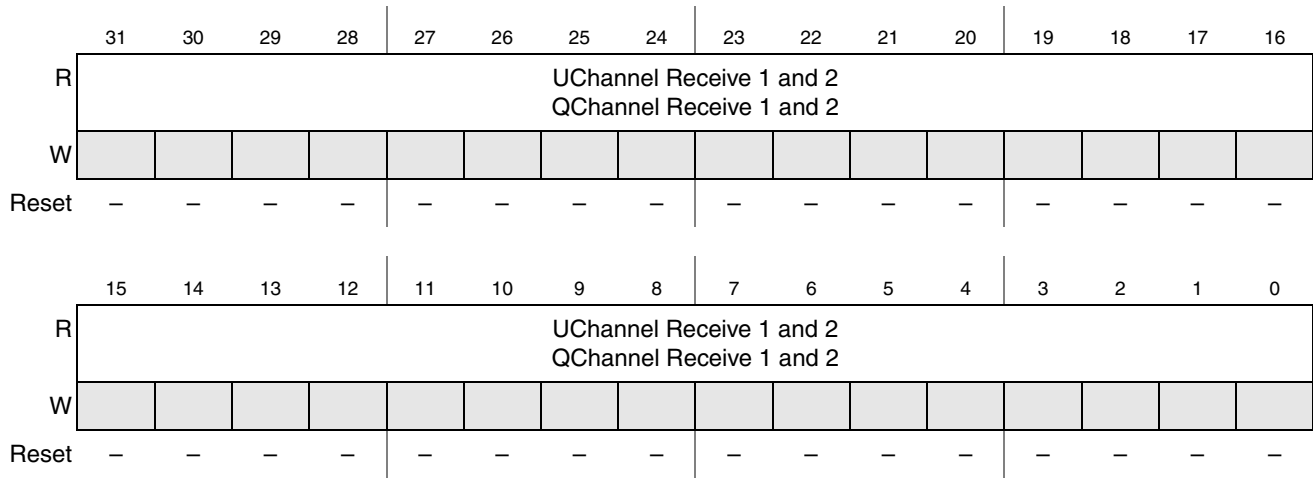 31 30 29 28 27 26 25 24 23 22 21 20 19 18 17 16
R UChannel Receive 1 and 2
QChannel Receive 1 and 2
W
Reset – – – – – – – – – – – – – – – –
15 14 13 12 11 10 9 8 7 6 5 4 3 2 1 0
R UChannel Receive 1 and 2
QChannel Receive 1 and 2
W
Reset – – – – – – – – – – – – – – – –